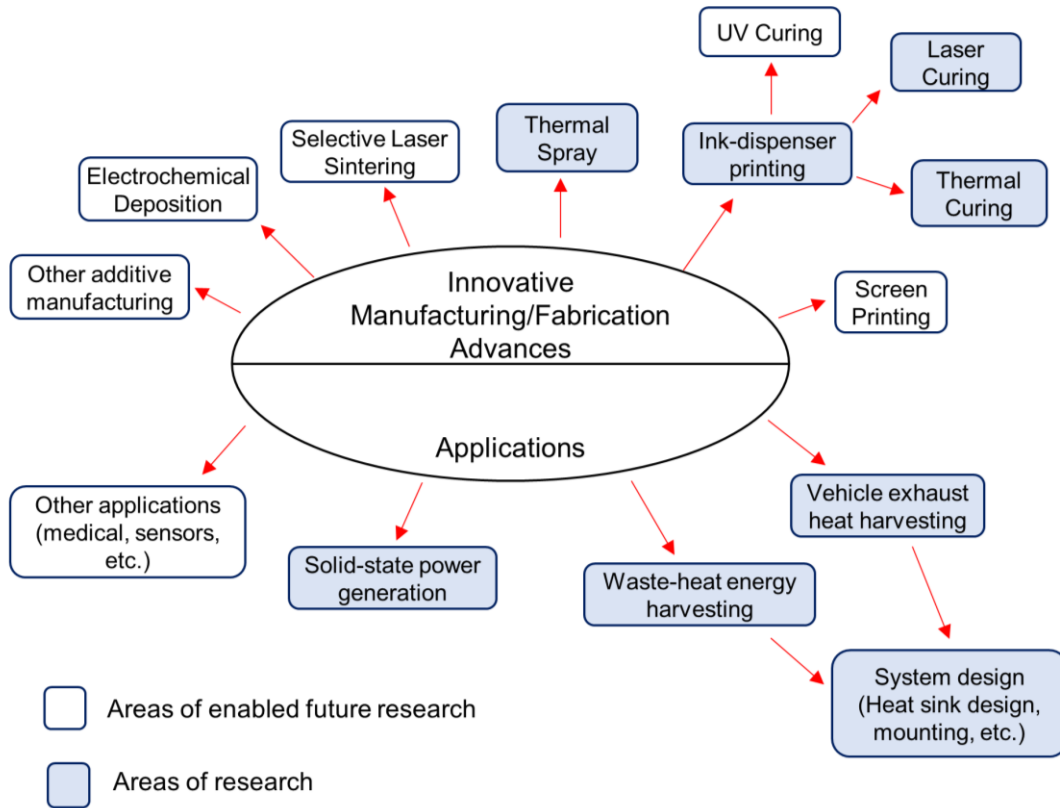 UV Curing
Laser
Curing
Thermal
Spray
Ink-dispenser
printing
Selective Laser
Sintering
Thermal
Curing
Electrochemical
Deposition
Other additive
manufacturing
Innovative
Manufacturing/Fabrication
Advances
Screen
Printing
Applications
Other applications
(medical, sensors,
etc.)
Solid-state power
generation
Waste-heat energy
harvesting
Vehicle exhaust
heat harvesting
System design
(Heat sink design,
mounting, etc.)
Areas of enabled future research
Areas of research